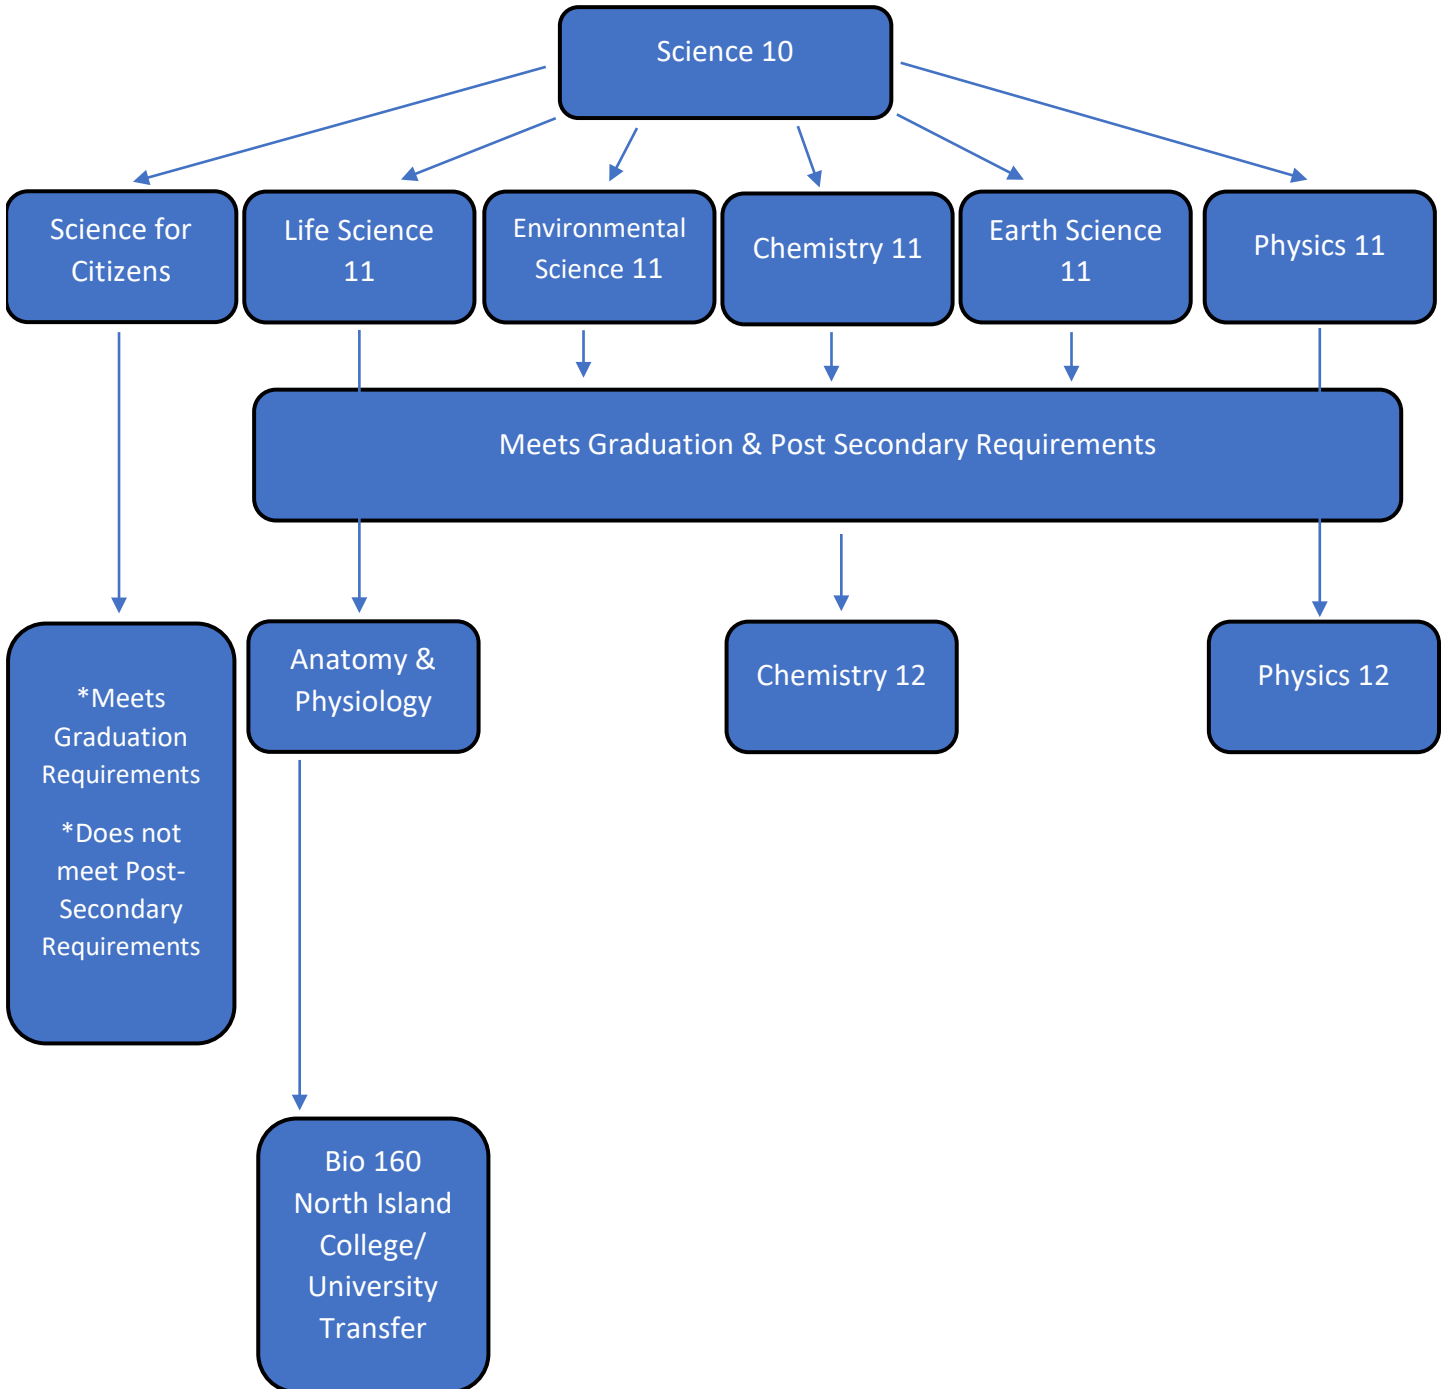 Science 10
Science for
Citizens
Life Science
11
Environmental
Science 11
Chemistry 11
Earth Science
11
Physics 11
Meets Graduation & Post Secondary Requirements
*Meets
Graduation
Requirements
*Does not
meet Post-
Secondary
Requirements
Anatomy &
Physiology
Chemistry 12
Physics 12
Bio 160
North Island
College/
University
Transfer